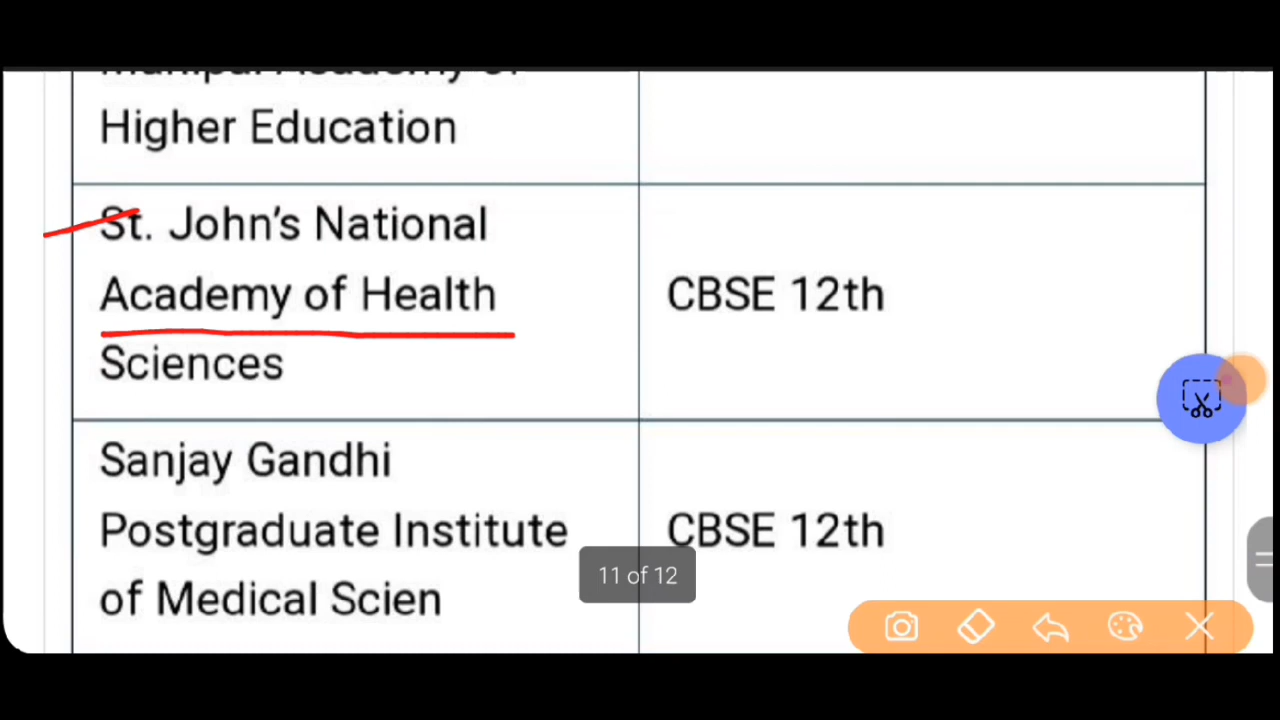 Higher Education
St. John's National
Academy of Health
Sciences
CBSE 12th
Sanjay Gandhi
Postgraduate Institute
of Medical Scien
CBSE 12th
11 of 12